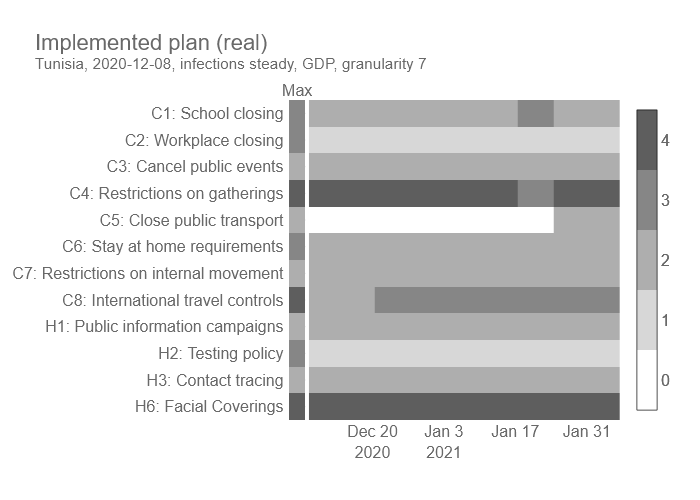 Implemented plan (real)
Tunisia, 2020-12-08, infections steady, GDP, granularity 7
Max
C1: School closing
C2: Workplace closing
C3: Cancel public events
C4: Restrictions on gatherings
C5: Close public transport
C6: Stay at home requirements
C7: Restrictions on internal movement
C8: International travel controls
H1: Public information campaigns
H2: Testing policy
H3: Contact tracing
H6: Facial Coverings
Dec 20 Jan 3 Jan 17 Jan 31
2020 2021
4
3
2
1
0